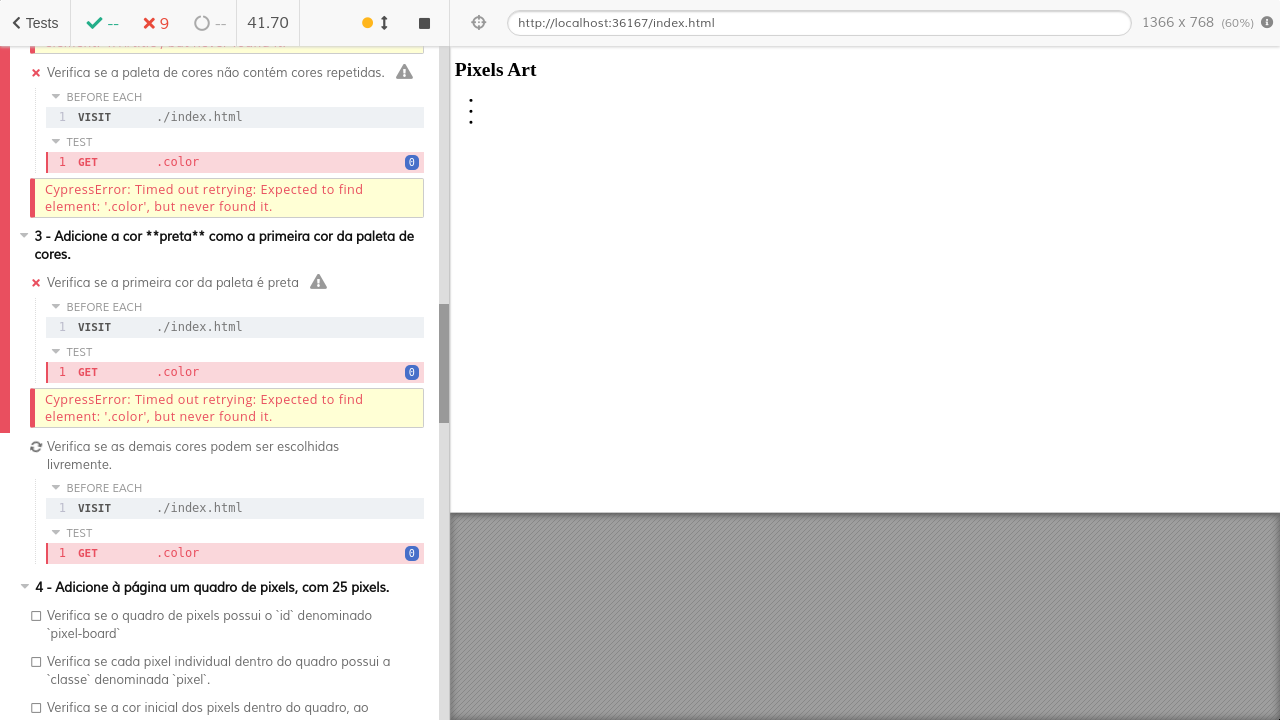 Tests
--
9
--
41.70
http://localhost:36167/index.html
1366 x 768 (60%)
Verifica se a paleta de cores não contém cores repetidas.
BEFORE EACH
1 VISIT ./index.html
TEST
1 GET .color 0
CypressError: Timed out retrying: Expected to find
element: '.color', but never found it.
3 - Adicione a cor **preta** como a primeira cor da paleta de
cores.
Verifica se a primeira cor da paleta é preta
BEFORE EACH
1 VISIT ./index.html
TEST
1 GET .color 0
CypressError: Timed out retrying: Expected to find
element: '.color', but never found it.
Verifica se as demais cores podem ser escolhidas
livremente.
BEFORE EACH
1 VISIT ./index.html
TEST
1 GET .color 0
4 - Adicione à página um quadro de pixels, com 25 pixels.
Verifica se o quadro de pixels possui o `id` denominado
`pixel-board`
Verifica se cada pixel individual dentro do quadro possui a
`classe` denominada `pixel`.
Verifica se a cor inicial dos pixels dentro do quadro, ao
Pixels Art